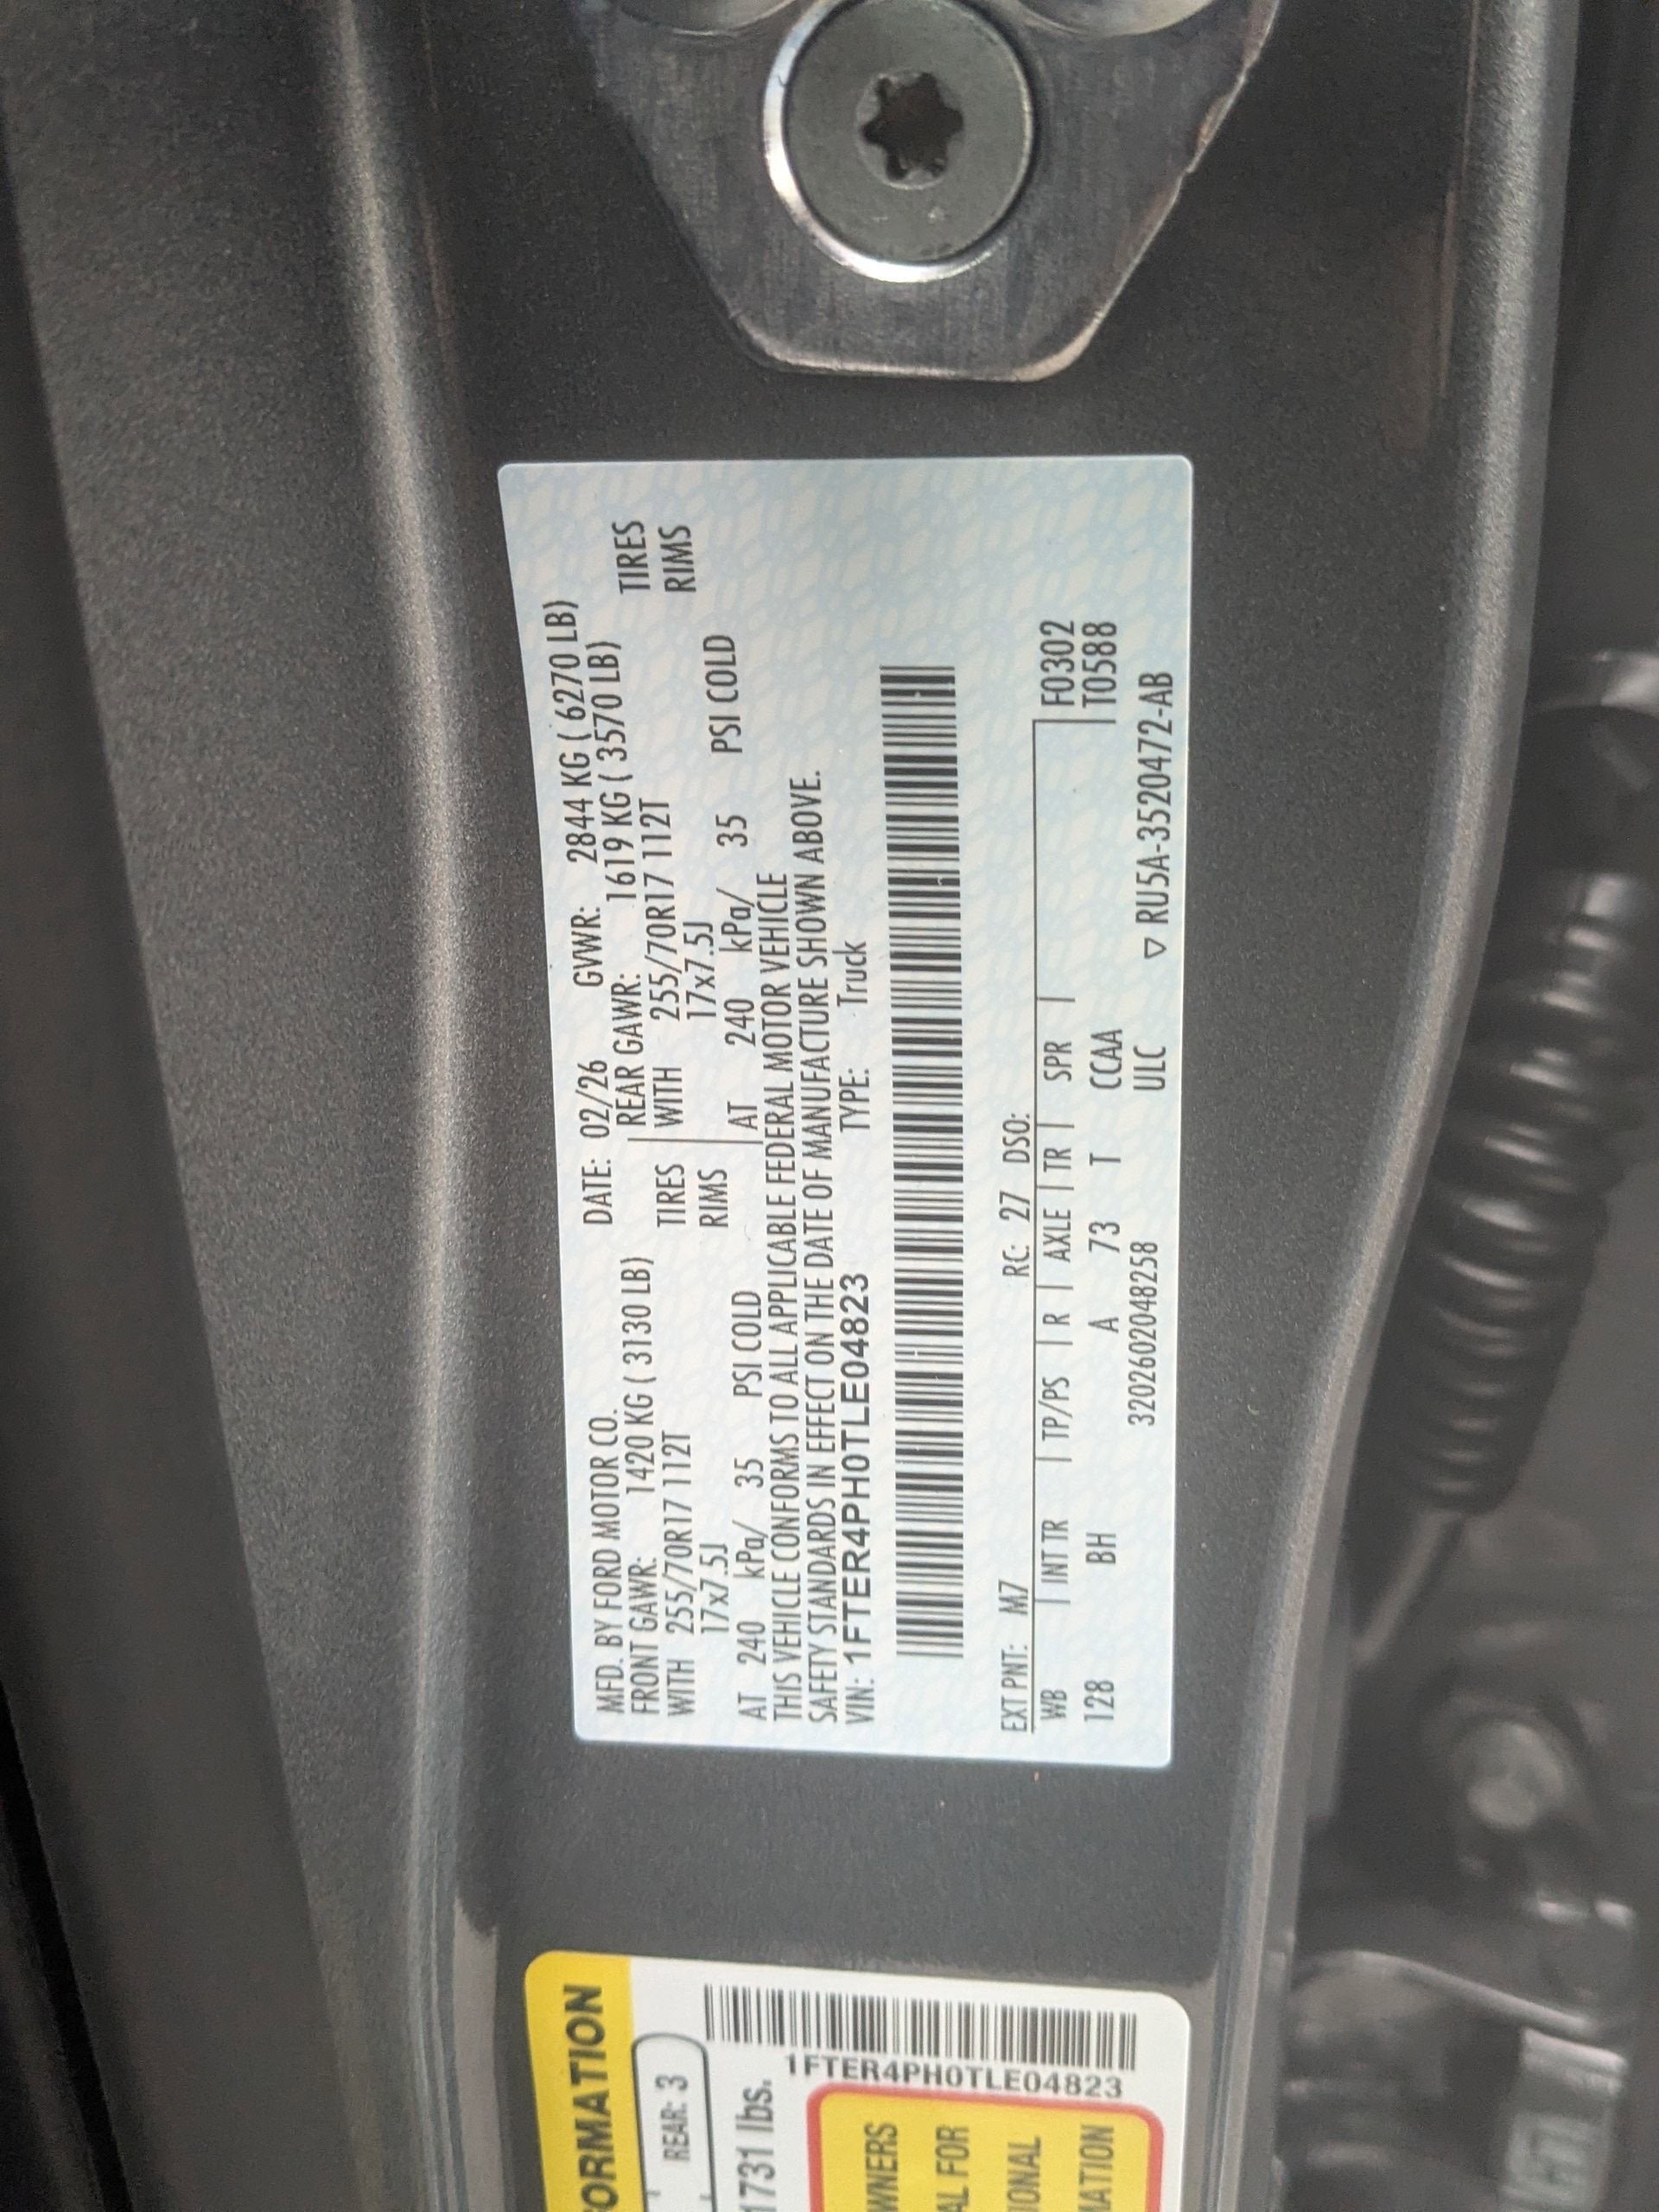 MFD. BY FORD MOTOR CO. DATE: 02/26 GVWR: 2844 KG ( 6270 LB)
FRONT GAWR: 1420 KG ( 3130 LB) REAR GAWR: 1619 KG ( 3570 LB)
WITH 255/70R17 112T TIRES WITH 255/70R17 112T TIRES
17x7.5J RIMS 17x7.5J RIMS
AT 240 kPa/ 35 PSI COLD AT 240 kPa/ 35 PSI COLD
THIS VEHICLE CONFORMS TO ALL APPLICABLE FEDERAL MOTOR VEHICLE
SAFETY STANDARDS IN EFFECT ON THE DATE OF MANUFACTURE SHOWN ABOVE.
VIN: 1FTER4PH0TLE04823 TYPE: Truck
EXT PNT: M7 RC: 27 DSO:
WB INT TR TP/PS R AXLE TR SPR F0302
128 BH A 73 T CCAA T0588
3202602048258 ULC ▽ RU5A-3520472-AB
ORMATION
REAR: 3
1731 lbs.
1FTER4PH0TLE04823
WNERS
AL FOR
IONAL
MATION